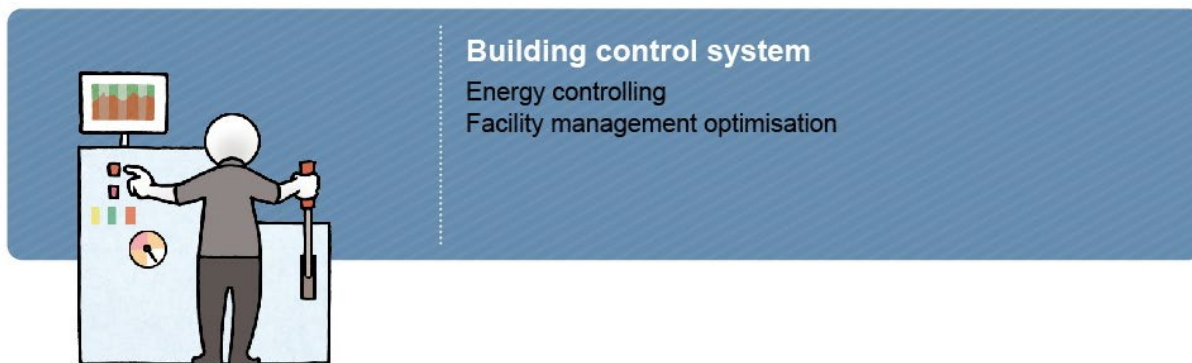 Building control system
Energy controlling
Facility management optimisation